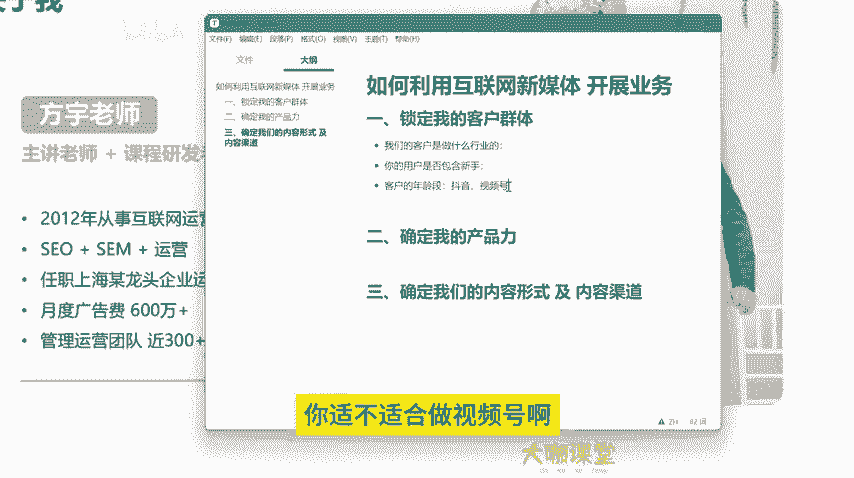 于我
方宇老师
主讲老师 + 课程研发
• 2012年从事互联网运营
• SEO + SEM + 运营
• 任职上海某龙头企业运
• 月度广告费 600万+
• 管理运营团队 近300+
T
文件(F) 编辑(E) 段落(P) 格式(O) 视图(V) 主题(T) 帮助(H)
文件 大纲
如何利用互联网新媒体 开展业务
一、锁定我的客户群体
二、确定我的产品力
三、确定我们的内容形式 及
内容渠道
如何利用互联网新媒体 开展业务
一、锁定我的客户群体
• 我们的客户是做什么行业的;
• 你的用户是否包含新手;
• 客户的年龄段：抖音、视频号
二、确定我的产品力
三、确定我们的内容形式 及 内容渠道
82 词
你适不适合做视频号啊
大咖课堂